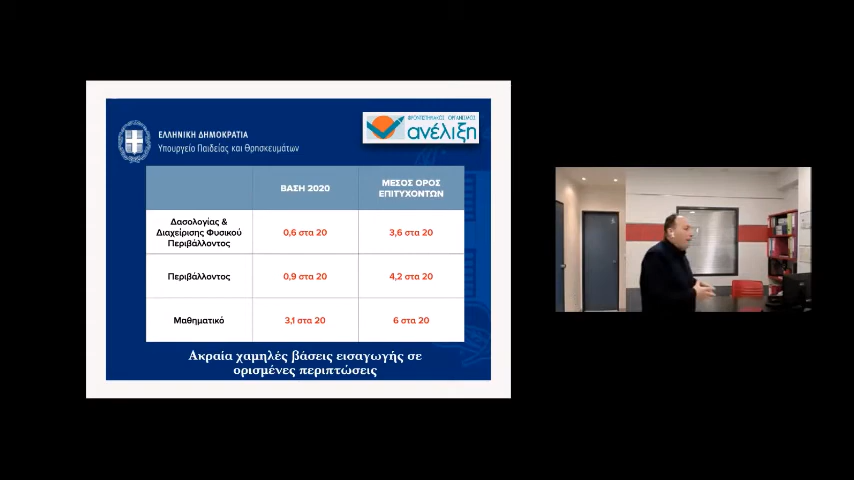 ΕΛΛΗΝΙΚΗ ΔΗΜΟΚΡΑΤΙΑ
Υπουργείο Παιδείας και Θρησκευμάτων
ΦΡΟΝΤΙΣΤΗΡΙΑΚΟΣ ΟΡΓΑΝΙΣΜΟΣ
ανέλιξη
ΒΑΣΗ 2020
ΜΕΣΟΣ ΟΡΟΣ
ΕΠΙΤΥΧΟΝΤΩΝ
Δασολογίας &
Διαχείρισης Φυσικού
Περιβάλλοντος
0,6 στα 20
3,6 στα 20
Περιβάλλοντος
0,9 στα 20
4,2 στα 20
Μαθηματικό
3,1 στα 20
6 στα 20
Ακραία χαμηλές βάσεις εισαγωγής σε
ορισμένες περιπτώσεις